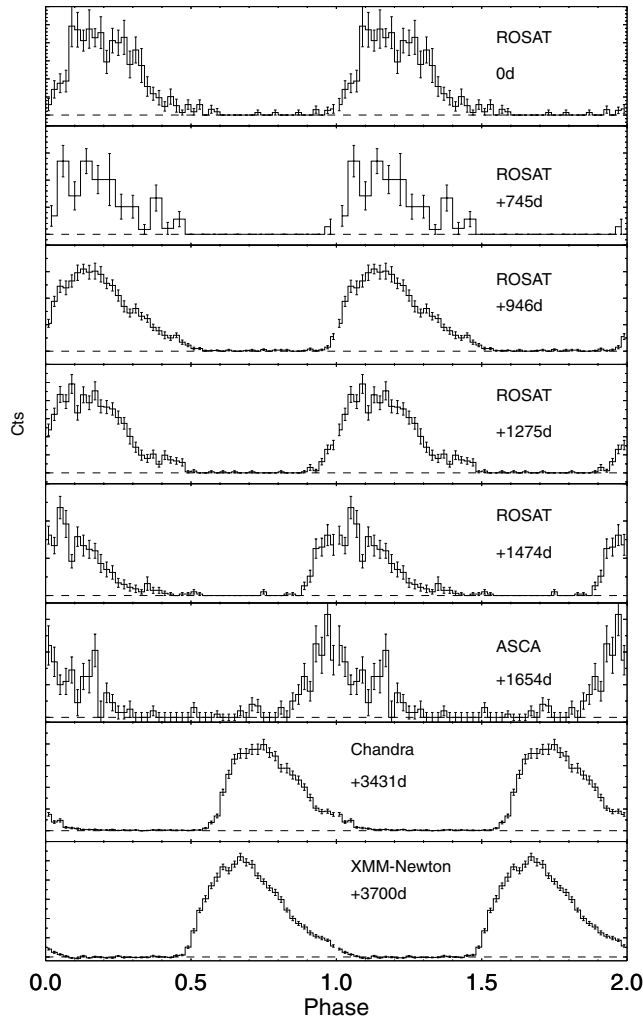 ROSAT
0d
ROSAT
+745d
ROSAT
+946d
ROSAT
+1275d
Cts
ROSAT
+1474d
ASCA
+1654d
Chandra
+3431d
XMM-Newton
+3700d
0.0 0.5 1.0 1.5 2.0
Phase